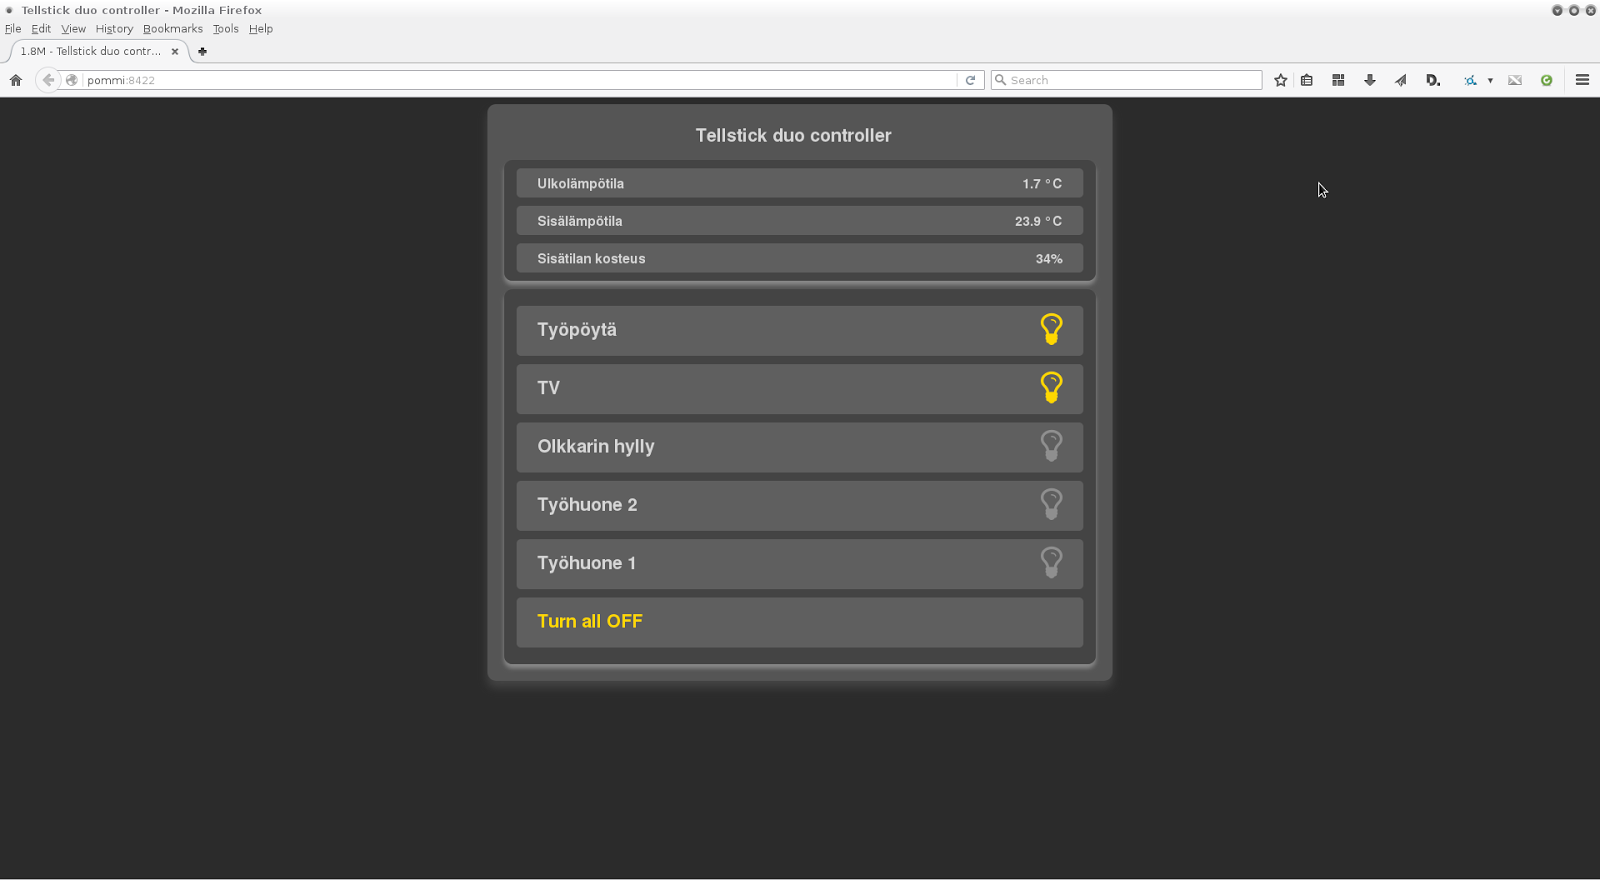 Tellstick duo controller - Mozilla Firefox
File Edit View History Bookmarks Tools Help
1.8M - Tellstick duo contr...
pommi:8422
Search
D.
Tellstick duo controller
Ulkolämpötila 1.7 °C
Sisälämpötila 23.9 °C
Sisätilan kosteus 34%
Työpöytä
TV
Olkkarin hylly
Työhuone 2
Työhuone 1
Turn all OFF